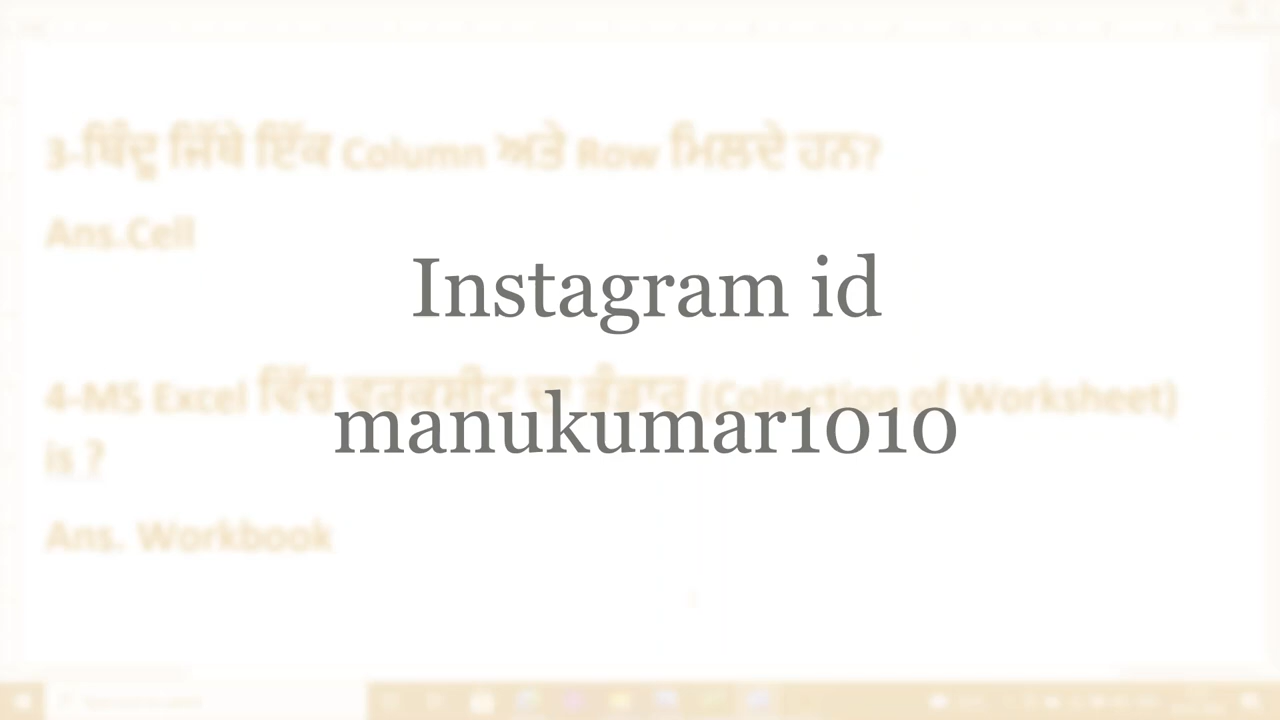 3-ਬਿੰਦੂ ਜਿੱਥੇ ਇੱਕ Column ਅਤੇ Row ਮਿਲਦੇ ਹਨ?
Ans.Cell
Instagram id
4-MS Excel ਵਿੱਚ ਵਰਕਸ਼ੀਟ ਦਾ ਭੰਡਾਰ (Collection of Worksheet)
manukumar1010
is ?
Ans. Workbook